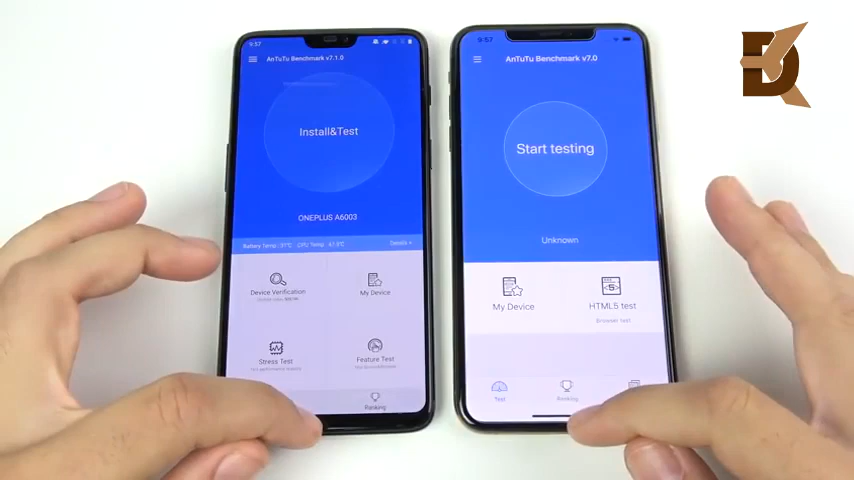 9:57
AnTuTu Benchmark v7.1.0
Install&Test
ONEPLUS A6003
Battery Temp.: 31°C CPU Temp.: 41.9°C Details
Device Verification
My Device
Stress Test
Feature Test
Ranking
9:57
AnTuTu Benchmark v7.0
Start testing
Unknown
My Device
HTML5 test
Browser test
Test
Ranking
D